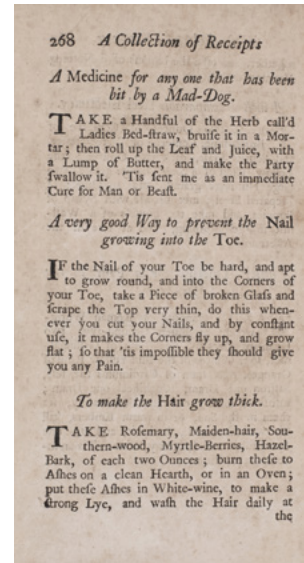 268 A Collection of Receipts
A Medicine for any one that has been
bit by a Mad-Dog.
TAKE a Handful of the Herb call'd
Ladies Bed-ſtraw, bruiſe it in a Mor-
tar; then roll up the Leaf and Juice, with
a Lump of Butter, and make the Party
ſwallow it. 'Tis ſent me as an immediate
Cure for Man or Beaſt.
A very good Way to prevent the Nail
growing into the Toe.
IF the Nail of your Toe be hard, and apt
to grow round, and into the Corners of
your Toe, take a Piece of broken Glaſs and
ſcrape the Top very thin, do this when-
ever you cut your Nails, and by conſtant
uſe, it makes the Corners fly up, and grow
flat; ſo that 'tis impoſſible they ſhould give
you any Pain.
To make the Hair grow thick.
TAKE Roſemary, Maiden-hair, Sou-
thern-wood, Myrtle-Berries, Hazel-
Bark, of each two Ounces; burn theſe to
Aſhes on a clean Hearth, or in an Oven;
put theſe Aſhes in White-wine, to make a
ſtrong Lye, and waſh the Hair daily at
the